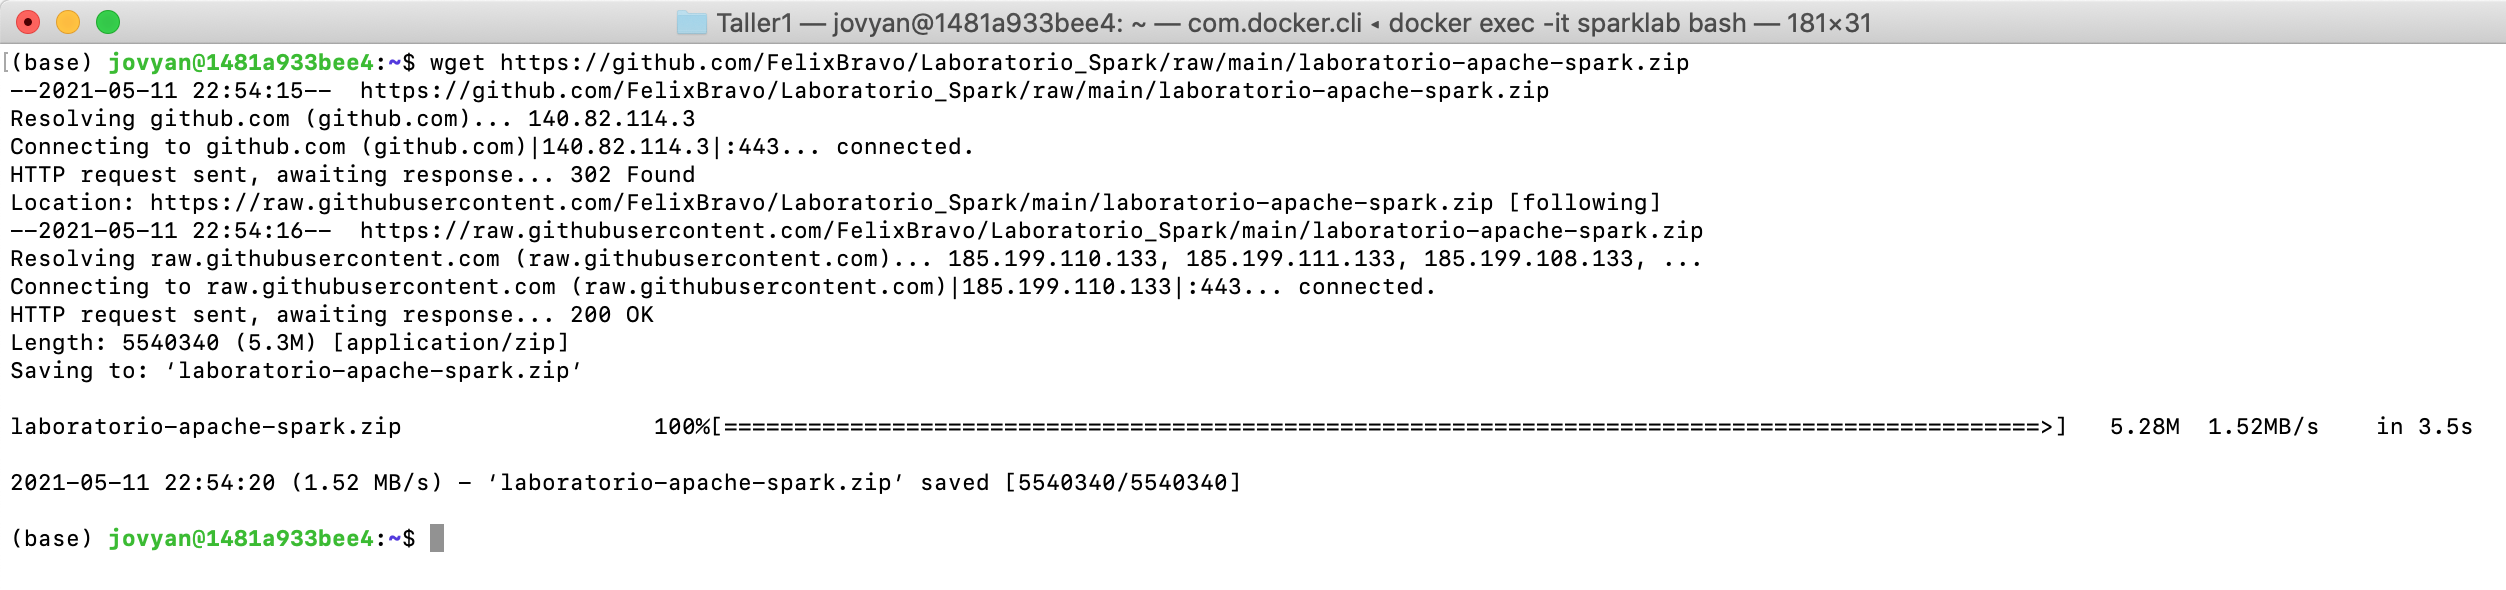 Taller1 — jovyan@1481a933bee4: ~ — com.docker.cli ◂ docker exec -it sparklab bash — 181×31
[(base) jovyan@1481a933bee4:~$ wget https://github.com/FelixBravo/Laboratorio_Spark/raw/main/laboratorio-apache-spark.zip
--2021-05-11 22:54:15--  https://github.com/FelixBravo/Laboratorio_Spark/raw/main/laboratorio-apache-spark.zip
Resolving github.com (github.com)... 140.82.114.3
Connecting to github.com (github.com)|140.82.114.3|:443... connected.
HTTP request sent, awaiting response... 302 Found
Location: https://raw.githubusercontent.com/FelixBravo/Laboratorio_Spark/main/laboratorio-apache-spark.zip [following]
--2021-05-11 22:54:16--  https://raw.githubusercontent.com/FelixBravo/Laboratorio_Spark/main/laboratorio-apache-spark.zip
Resolving raw.githubusercontent.com (raw.githubusercontent.com)... 185.199.110.133, 185.199.111.133, 185.199.108.133, ...
Connecting to raw.githubusercontent.com (raw.githubusercontent.com)|185.199.110.133|:443... connected.
HTTP request sent, awaiting response... 200 OK
Length: 5540340 (5.3M) [application/zip]
Saving to: ‘laboratorio-apache-spark.zip’
laboratorio-apache-spark.zip                  100%[==============================================================================================>]   5.28M  1.52MB/s    in 3.5s
2021-05-11 22:54:20 (1.52 MB/s) - ‘laboratorio-apache-spark.zip’ saved [5540340/5540340]
(base) jovyan@1481a933bee4:~$